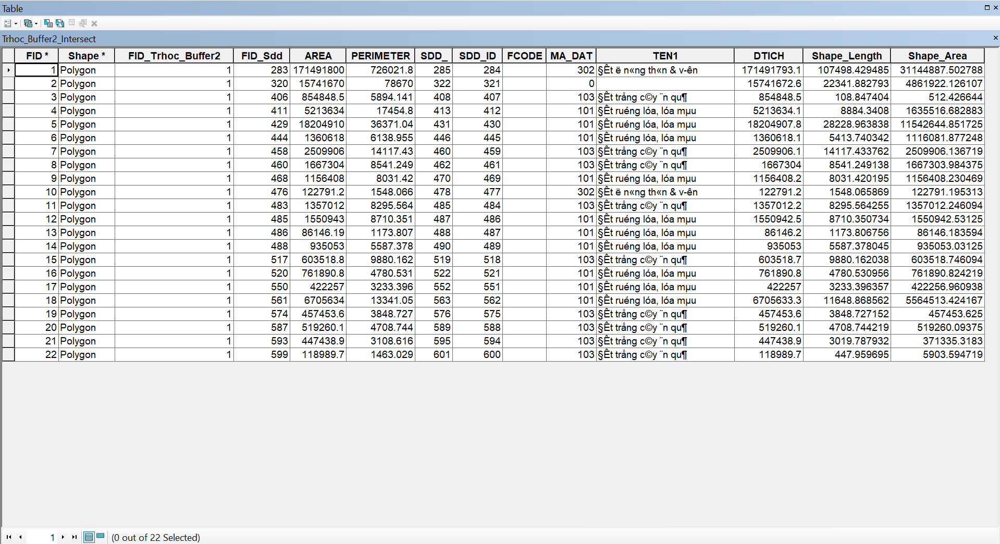 Table
Trhoc_Buffer2_Intersect
FID * Shape * FID_Trhoc_Buffer2 FID_Sdd AREA PERIMETER SDD_ SDD_ID FCODE MA_DAT TEN1 DTICH Shape_Length Shape_Area
1 Polygon 1 283 171491800 726021.8 285 284 302 §Êt ë n«ng th«n & v-ên 171491793.1 107498.429485 31144887.502788
2 Polygon 1 320 15741670 78670 322 321 0 15741672.6 22341.882793 4861922.126107
3 Polygon 1 406 854848.5 5894.141 408 407 103 §Êt trång c©y ¨n qu¶ 854848.5 108.847404 512.426644
4 Polygon 1 411 5213634 17454.8 413 412 101 §Êt ruéng lóa, lóa mµu 5213634.1 8884.3408 1635516.682883
5 Polygon 1 429 18204910 36371.04 431 430 101 §Êt ruéng lóa, lóa mµu 18204907.8 28228.963838 11542644.851725
6 Polygon 1 444 1360618 6138.955 446 445 101 §Êt ruéng lóa, lóa mµu 1360618.1 5413.740342 1116081.877248
7 Polygon 1 458 2509906 14117.43 460 459 103 §Êt trång c©y ¨n qu¶ 2509906.1 14117.433762 2509906.136719
8 Polygon 1 460 1667304 8541.249 462 461 103 §Êt trång c©y ¨n qu¶ 1667304 8541.249138 1667303.984375
9 Polygon 1 468 1156408 8031.42 470 469 101 §Êt ruéng lóa, lóa mµu 1156408.2 8031.420195 1156408.230469
10 Polygon 1 476 122791.2 1548.066 478 477 302 §Êt ë n«ng th«n & v-ên 122791.2 1548.065869 122791.195313
11 Polygon 1 483 1357012 8295.564 485 484 103 §Êt trång c©y ¨n qu¶ 1357012.2 8295.564255 1357012.246094
12 Polygon 1 485 1550943 8710.351 487 486 101 §Êt ruéng lóa, lóa mµu 1550942.5 8710.350734 1550942.53125
13 Polygon 1 486 86146.19 1173.807 488 487 101 §Êt ruéng lóa, lóa mµu 86146.2 1173.806756 86146.183594
14 Polygon 1 488 935053 5587.378 490 489 101 §Êt ruéng lóa, lóa mµu 935053 5587.378045 935053.03125
15 Polygon 1 517 603518.8 9880.162 519 518 103 §Êt trång c©y ¨n qu¶ 603518.7 9880.162038 603518.746094
16 Polygon 1 520 761890.8 4780.531 522 521 101 §Êt ruéng lóa, lóa mµu 761890.8 4780.530956 761890.824219
17 Polygon 1 550 422257 3233.396 552 551 101 §Êt ruéng lóa, lóa mµu 422257 3233.396357 422256.960938
18 Polygon 1 561 6705634 13341.05 563 562 101 §Êt ruéng lóa, lóa mµu 6705633.3 11648.868562 5564513.424167
19 Polygon 1 574 457453.6 3848.727 576 575 103 §Êt trång c©y ¨n qu¶ 457453.6 3848.727152 457453.625
20 Polygon 1 587 519260.1 4708.744 589 588 103 §Êt trång c©y ¨n qu¶ 519260.1 4708.744219 519260.09375
21 Polygon 1 593 447438.9 3108.616 595 594 103 §Êt trång c©y ¨n qu¶ 447438.9 3019.787932 371335.3183
22 Polygon 1 599 118989.7 1463.029 601 600 103 §Êt trång c©y ¨n qu¶ 118989.7 447.959695 5903.594719
1 (0 out of 22 Selected)